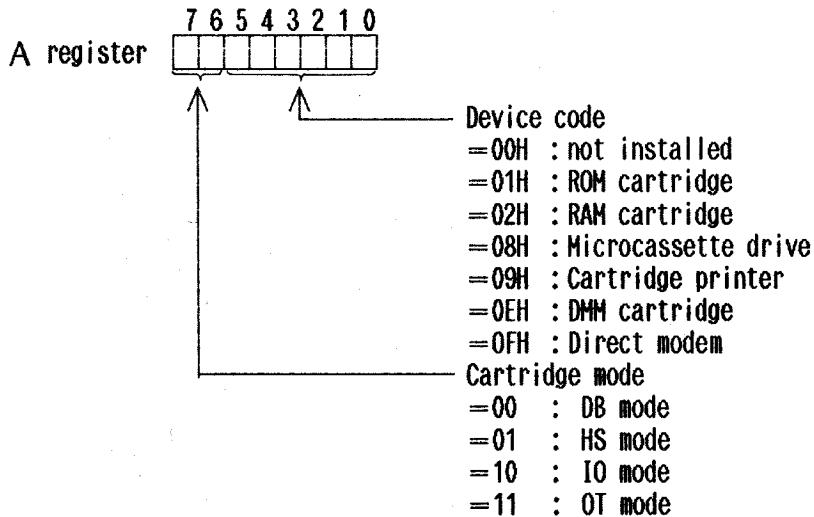 7 6 5 4 3 2 1 0
A register
Device code
=00H : not installed
=01H : ROM cartridge
=02H : RAM cartridge
=08H : Microcassette drive
=09H : Cartridge printer
=0EH : DMM cartridge
=0FH : Direct modem
Cartridge mode
=00 : DB mode
=01 : HS mode
=10 : IO mode
=11 : OT mode